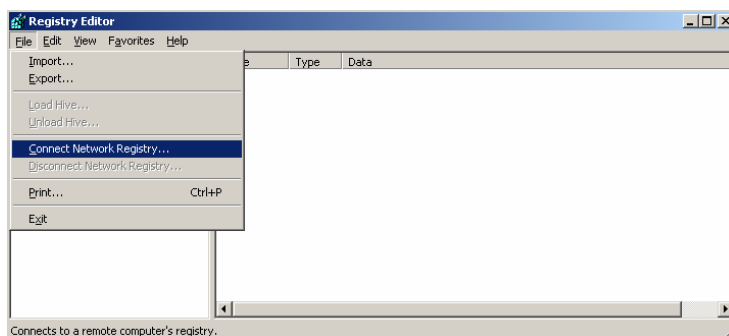 Registry Editor
File Edit View Favorites Help
Type Data
Import...
Export...
Load Hive...
Unload Hive...
Connect Network Registry...
Disconnect Network Registry...
Print... Ctrl+P
Exit
Connects to a remote computer's registry.